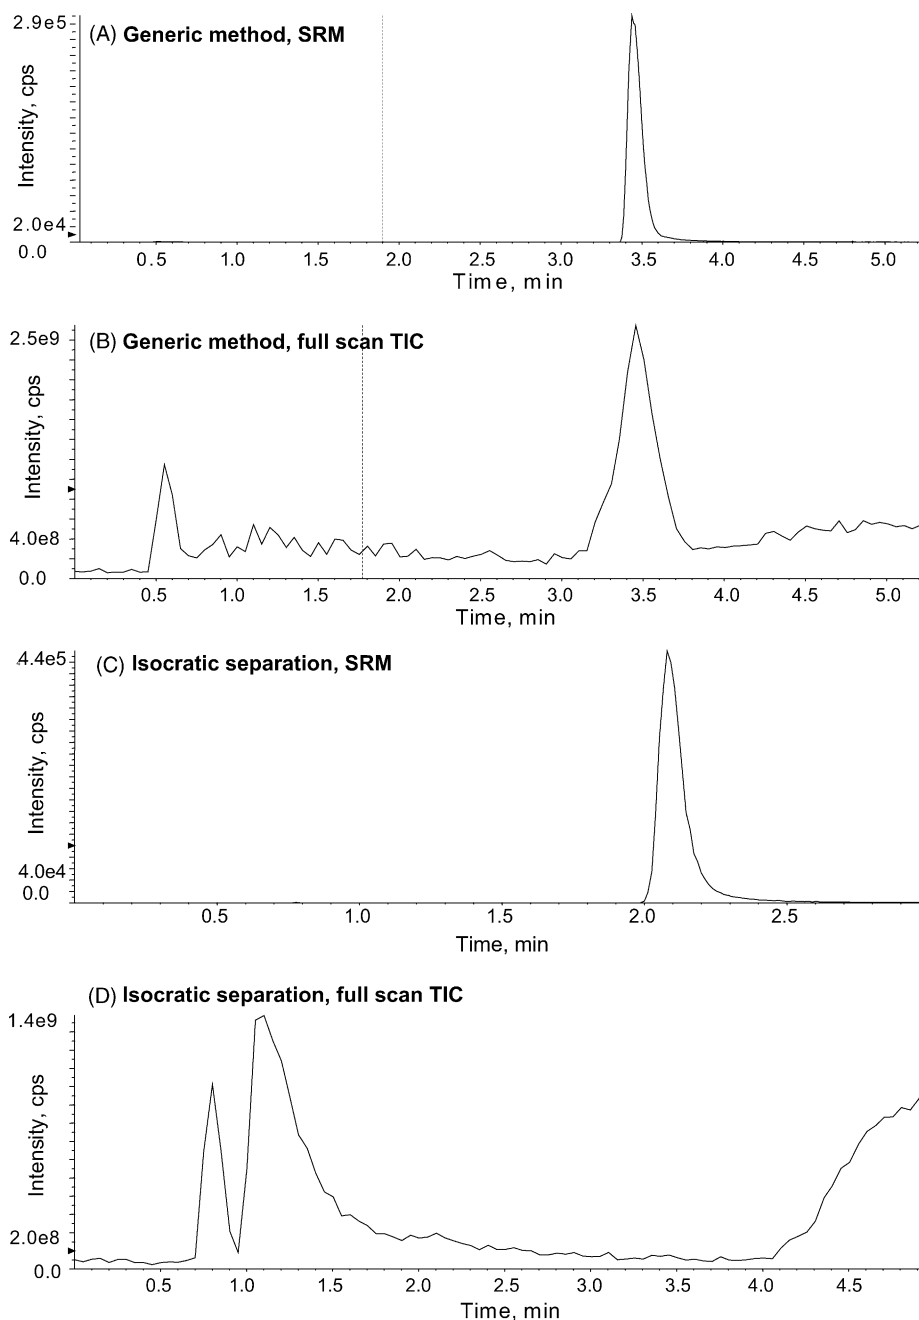 2.9e5
(A) Generic method, SRM
Intensity, cps
2.0e4
0.0
0.5 1.0 1.5 2.0 2.5 3.0 3.5 4.0 4.5 5.0
Time, min
(B) Generic method, full scan TIC
2.5e9
Intensity, cps
4.0e8
0.0
0.5 1.0 1.5 2.0 2.5 3.0 3.5 4.0 4.5 5.0
Time, min
4.4e5
(C) Isocratic separation, SRM
Intensity, cps
4.0e4
0.0
0.5 1.0 1.5 2.0 2.5
Time, min
(D) Isocratic separation, full scan TIC
1.4e9
Intensity, cps
2.0e8
0.0
0.5 1.0 1.5 2.0 2.5 3.0 3.5 4.0 4.5
Time, min